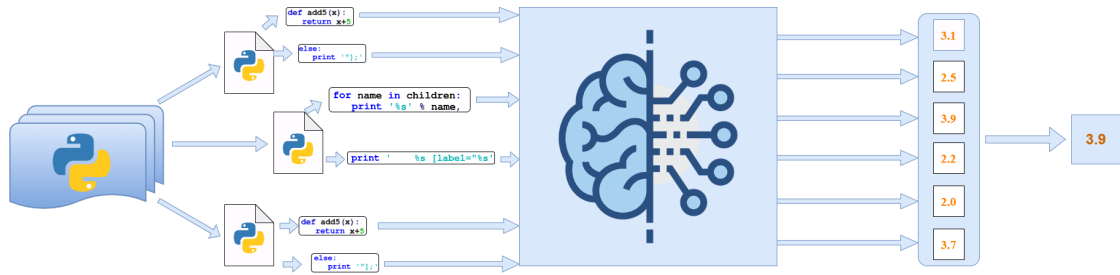 def add5(x):
return x+5
else:
print '"];'
for name in children:
print '%s' % name,
print '    %s [label="%s'
def add5(x):
return x+5
else:
print '"];'
3.1
2.5
3.9
2.2
2.0
3.7
3.9